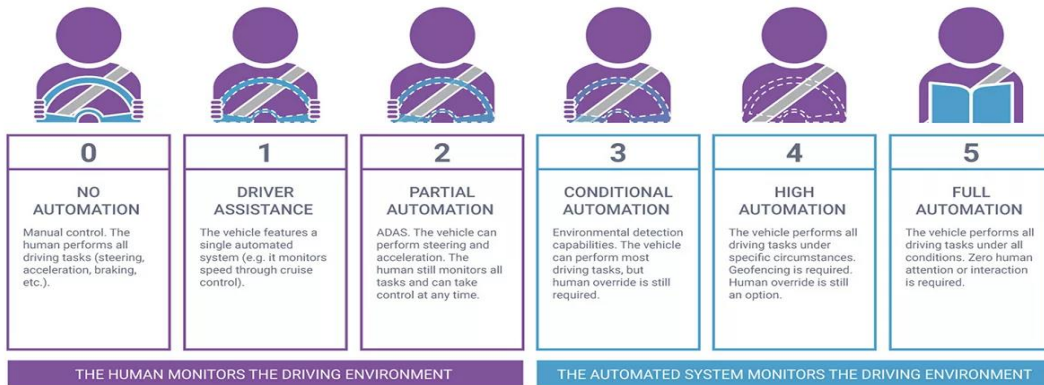 0
NO
AUTOMATION
Manual control. The
human performs all
driving tasks (steering,
acceleration, braking,
etc.).
1
DRIVER
ASSISTANCE
The vehicle features a
single automated
system (e.g. it monitors
speed through cruise
control).
2
PARTIAL
AUTOMATION
ADAS. The vehicle can
perform steering and
acceleration. The
human still monitors all
tasks and can take
control at any time.
3
CONDITIONAL
AUTOMATION
Environmental detection
capabilities. The vehicle
can perform most
driving tasks, but
human override is still
required.
4
HIGH
AUTOMATION
The vehicle performs all
driving tasks under
specific circumstances.
Geofencing is required.
Human override is still
an option.
5
FULL
AUTOMATION
The vehicle performs all
driving tasks under all
conditions. Zero human
attention or interaction
is required.
THE HUMAN MONITORS THE DRIVING ENVIRONMENT
THE AUTOMATED SYSTEM MONITORS THE DRIVING ENVIRONMENT